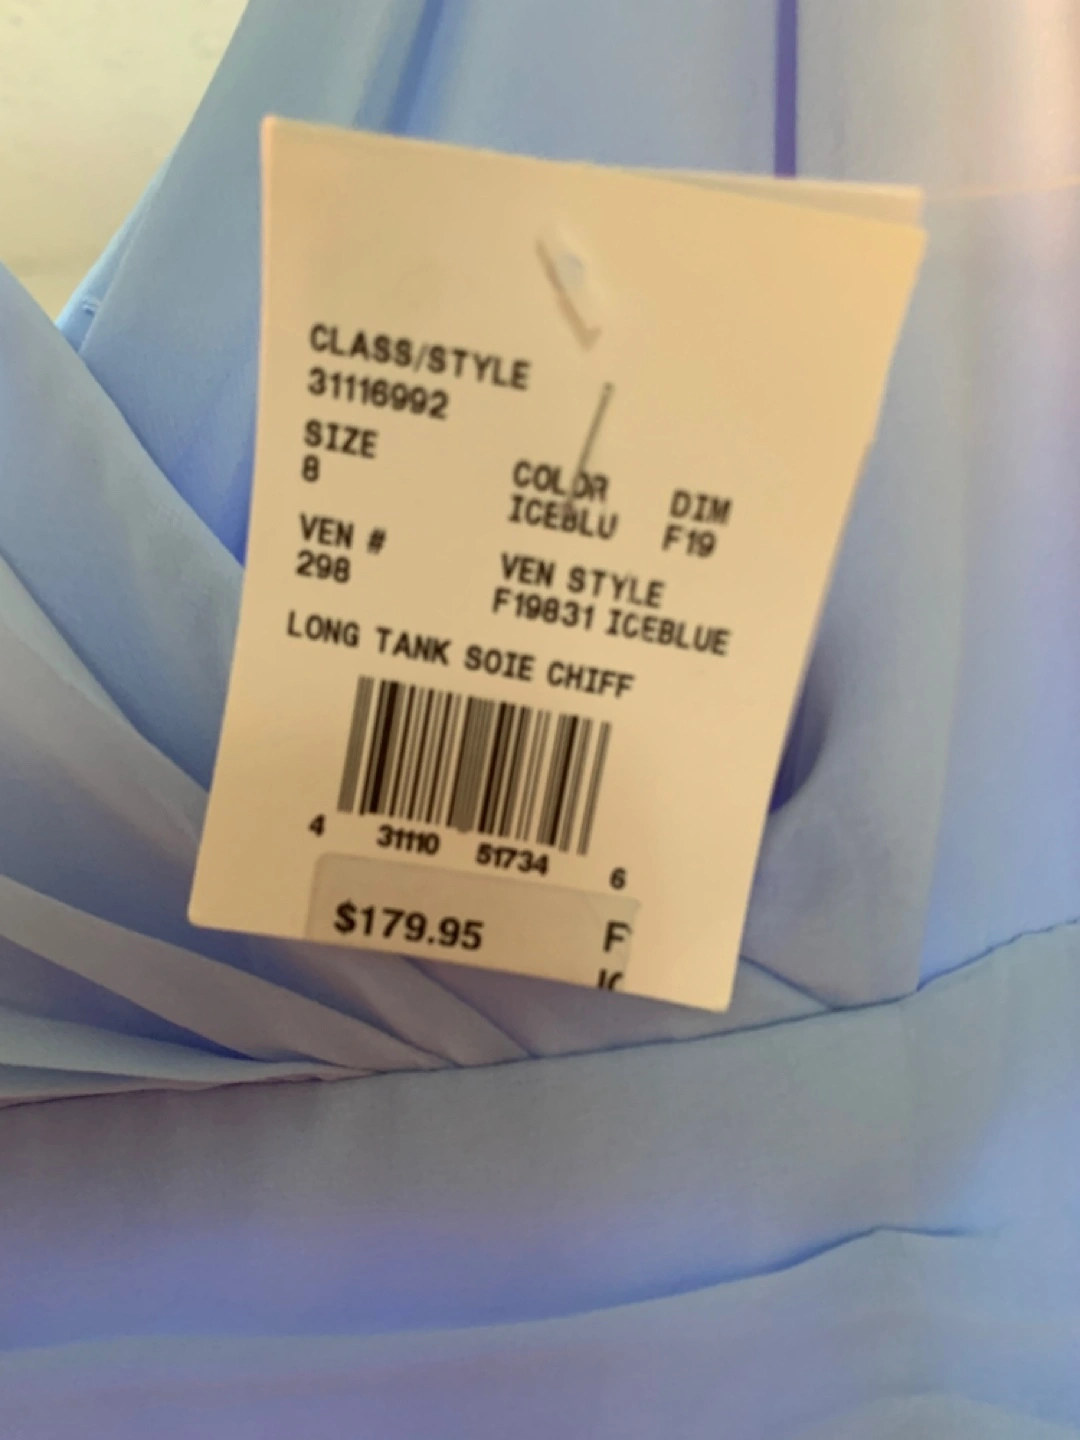 CLASS/STYLE
31116992
SIZE
8
COLOR DIM
ICEBLU F19
VEN #
298
VEN STYLE
F19831 ICEBLUE
LONG TANK SOIE CHIFF
4 31110 51734 6
$179.95 F